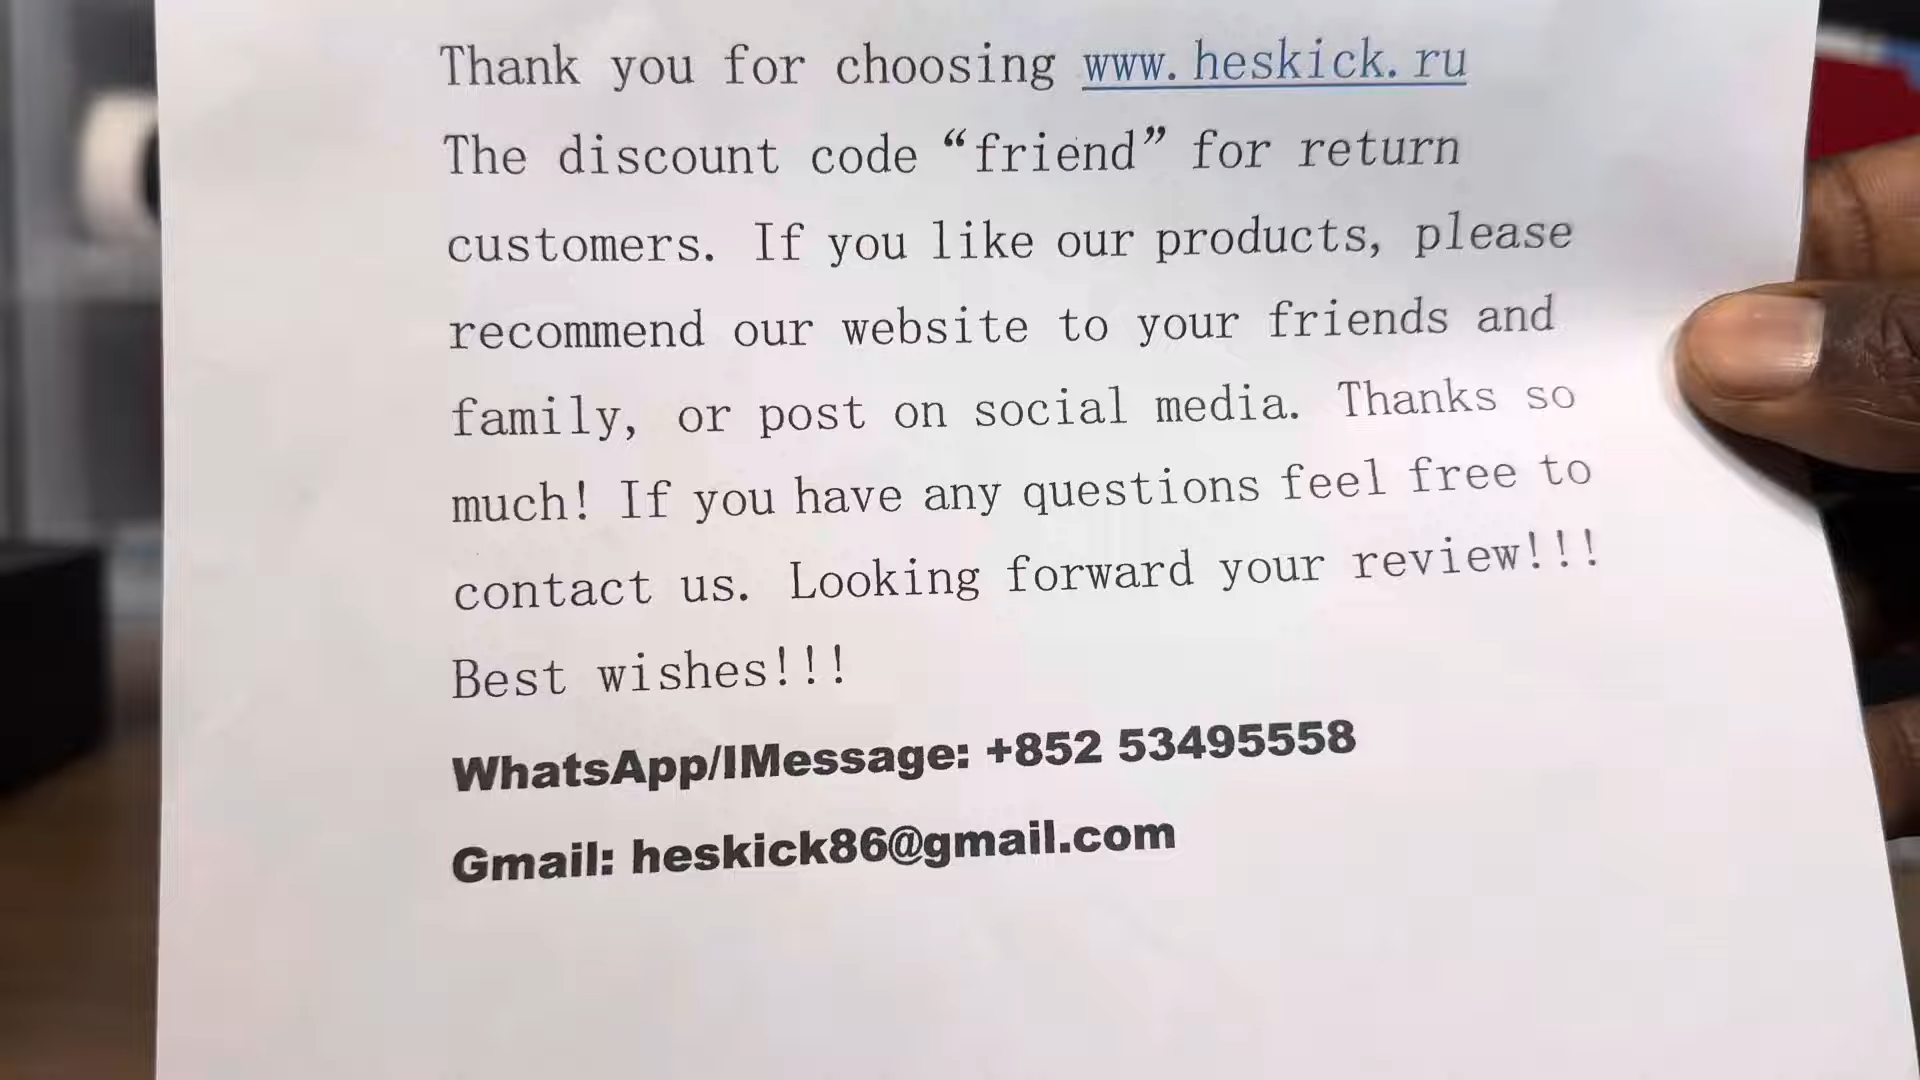 Thank you for choosing www.heskick.ru
The discount code “friend” for return
customers. If you like our products, please
recommend our website to your friends and
family, or post on social media. Thanks so
much! If you have any questions feel free to
contact us. Looking forward your review!!!
Best wishes!!!
WhatsApp/IMessage: +852 53495558
Gmail: heskick86@gmail.com